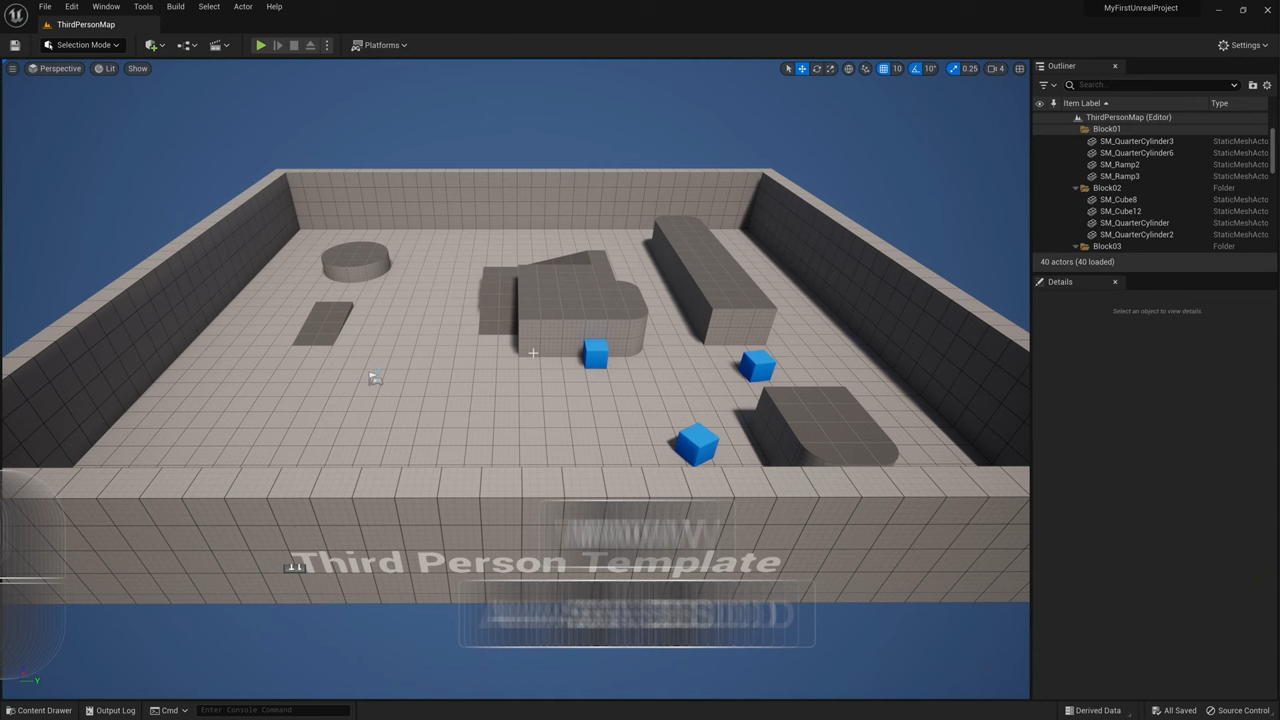 File Edit Window Tools Build Select Actor Help
MyFirstUnrealProject
ThirdPersonMap
Selection Mode
Platforms
Settings
Perspective Lit Show
10 10° 0.25 4
Outliner
Search...
Item Label Type
ThirdPersonMap (Editor)
Block01
SM_QuarterCylinder3 StaticMeshActo
SM_QuarterCylinder6 StaticMeshActo
SM_Ramp2 StaticMeshActo
SM_Ramp3 StaticMeshActo
Block02 Folder
SM_Cube8 StaticMeshActo
SM_Cube12 StaticMeshActo
SM_QuarterCylinder StaticMeshActo
SM_QuarterCylinder2 StaticMeshActo
Block03 Folder
40 actors (40 loaded)
Details
Select an object to view details.
Third Person Template
Y
Content Drawer Output Log Cmd Enter Console Command
Derived Data All Saved Source Control